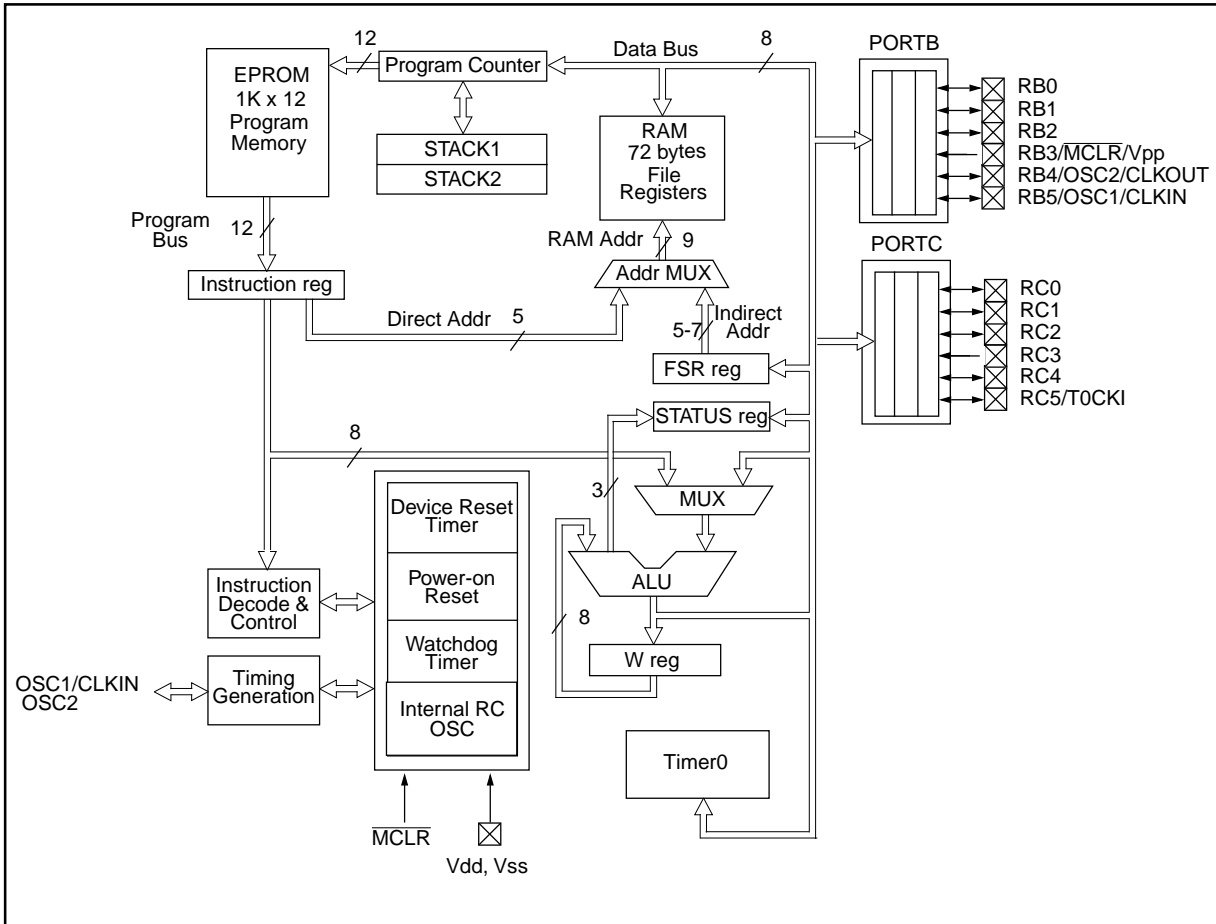 12
Data Bus
8
PORTB
EPROM
1K x 12
Program
Memory
Program Counter
STACK1
STACK2
RAM
72 bytes
File
Registers
RB0
RB1
RB2
RB3/MCLR/Vpp
RB4/OSC2/CLKOUT
RB5/OSC1/CLKIN
Program
Bus
12
RAM Addr
9
PORTC
Instruction reg
Addr MUX
Direct Addr
5
5-7
Indirect
Addr
RC0
RC1
RC2
RC3
RC4
RC5/T0CKI
FSR reg
STATUS reg
8
3
MUX
Device Reset
Timer
Power-on
Reset
Watchdog
Timer
Internal RC
OSC
ALU
8
W reg
Instruction
Decode &
Control
OSC1/CLKIN
OSC2
Timing
Generation
Timer0
MCLR
Vdd, Vss